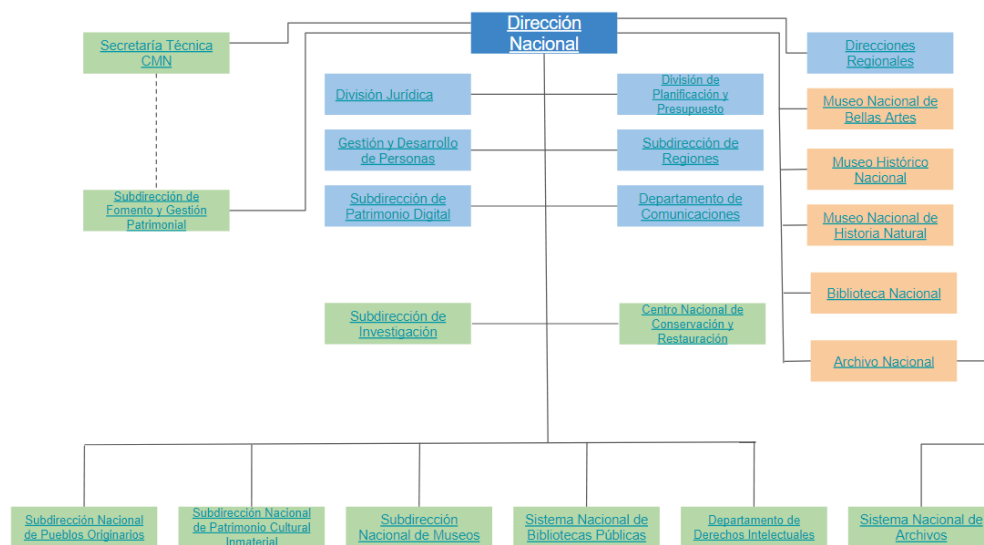 Dirección
Nacional
Secretaría Técnica
CMN
Direcciones
Regionales
División Jurídica
División de
Planificación y
Presupuesto
Museo Nacional de
Bellas Artes
Gestión y Desarrollo
de Personas
Subdirección de
Regiones
Museo Histórico
Nacional
Subdirección de
Fomento y Gestión
Patrimonial
Subdirección de
Patrimonio Digital
Departamento de
Comunicaciones
Museo Nacional de
Historia Natural
Biblioteca Nacional
Subdirección de
Investigación
Centro Nacional de
Conservación y
Restauración
Archivo Nacional
Subdirección Nacional
de Pueblos Originarios
Subdirección Nacional
de Patrimonio Cultural
Inmaterial
Subdirección
Nacional de Museos
Sistema Nacional de
Bibliotecas Públicas
Departamento de
Derechos Intelectuales
Sistema Nacional de
Archivos